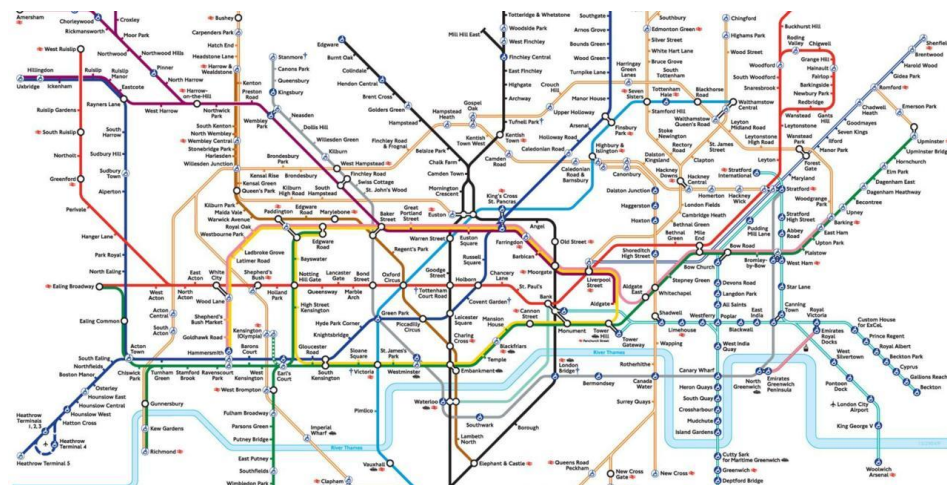 Amersham
Chorleywood
Rickmansworth
Croxley
Moor Park
Northwood
Northwood Hills
Pinner
North Harrow
Harrow-
on-the-Hill
Northwick
Park
West Harrow
West Ruislip
Hillingdon
Uxbridge
Ickenham
Ruislip
Ruislip
Manor
Eastcote
Rayners Lane
Ruislip Gardens
South Ruislip
Northolt
Greenford
Perivale
Hanger Lane
South
Harrow
Sudbury Hill
Sudbury
Town
Alperton
Park Royal
North Ealing
Ealing Broadway
Ealing Common
South Ealing
Northfields
Boston Manor
Osterley
Hounslow East
Hounslow Central
Hounslow West
Hatton Cross
Heathrow
Terminals
1, 2, 3
Heathrow
Terminal 4
Heathrow Terminal 5
Bushey
Carpenders Park
Hatch End
Headstone Lane
Harrow &
Wealdstone
Kenton
Preston
Road
South Kenton
North Wembley
Wembley Central
Stonebridge Park
Harlesden
Willesden Junction
Wembley
Park
Stanmore
Canons Park
Queensbury
Kingsbury
Neasden
Dollis Hill
Willesden Green
Kilburn
West Hampstead
Brondesbury
Park
Brondesbury
Kensal Rise
Kensal Green
Queen's Park
Kilburn
High Road
South
Hampstead
Finchley
Road
Swiss Cottage
St. John's Wood
Kilburn Park
Maida Vale
Warwick Avenue
Royal Oak
Westbourne Park
Ladbroke Grove
Latimer Road
Paddington
Edgware
Road
Marylebone
Edgware
Road
Bayswater
Baker
Street
Great
Portland
Street
Regent's Park
Edgware
Burnt Oak
Colindale
Hendon Central
Brent Cross
Golders Green
Hampstead
Belsize Park
Chalk Farm
Camden Town
Mornington
Crescent
Euston
Finchley Road
& Frognal
Hampstead
Heath
Gospel
Oak
Kentish
Town West
Camden
Road
Mill Hill East
Totteridge & Whetstone
Woodside Park
West Finchley
Finchley Central
East Finchley
Highgate
Archway
Tufnell Park
Kentish
Town
Crouch
Hill
Upper Holloway
Southgate
Arnos Grove
Bounds Green
Wood Green
Turnpike Lane
Manor House
Arsenal
Holloway Road
Caledonian Road
Finsbury
Park
Harringay
Green
Lanes
Seven
Sisters
South
Tottenham
Tottenham
Hale
Southbury
Edmonton Green
Silver Street
White Hart Lane
Bruce Grove
Stamford Hill
Stoke
Newington
Rectory
Road
Clapton
Blackhorse
Road
Walthamstow
Central
Walthamstow
Queen's Road
St. James
Street
Chingford
Highams Park
Wood Street
Leyton
Midland Road
Leytonstone
High Road
Wanstead
Park
Buckhurst Hill
Roding
Valley
Chigwell
Grange Hill
Hainault
Fairlop
Barkingside
Newbury
Park
Redbridge
Gants
Hill
Woodford
South Woodford
Snaresbrook
Wanstead
Leytonstone
Leyton
Shenfield
Brentwood
Harold Wood
Gidea Park
Romford
Chadwell
Heath
Goodmayes
Seven Kings
Ilford
Manor Park
Forest
Gate
Maryland
Emerson Park
Upminster
Upminster Bridge
Hornchurch
Elm Park
Dagenham East
Dagenham Heathway
Becontree
Upney
Barking
East Ham
Upton Park
Plaistow
West Ham
Stratford
International
Stratford
Stratford
High Street
Abbey
Road
Pudding
Mill Lane
Bow Road
Bow Church
Bromley-
by-Bow
Star Lane
Canning
Town
Highbury &
Islington
Caledonian
Road &
Barnsbury
Canonbury
Dalston
Kingsland
Dalston Junction
Haggerston
Hoxton
Hackney
Downs
Hackney
Central
Homerton
Hackney
Wick
London Fields
Cambridge Heath
Bethnal Green
Bethnal
Green
Mile
End
Shoreditch
High Street
Stepney Green
Whitechapel
Aldgate
East
Aldgate
Liverpool
Street
King's Cross
St. Pancras
Angel
Old Street
Farringdon
Barbican
Moorgate
Warren Street
Euston
Square
Russell
Square
Goodge
Street
Holborn
Chancery
Lane
St. Paul's
Bank
Tottenham
Court Road
Covent Garden
Leicester
Square
Oxford
Circus
Bond
Street
Marble
Arch
Lancaster
Gate
Queensway
Notting
Hill Gate
Holland
Park
Shepherd's
Bush
White
City
East
Acton
North
Acton
West
Acton
Wood Lane
Shepherd's
Bush Market
Goldhawk Road
Hammersmith
Acton
Central
South
Acton
Acton
Town
Chiswick
Park
Turnham
Green
Stamford
Brook
Ravenscourt
Park
Barons
Court
West
Kensington
Earl's
Court
Kensington
(Olympia)
High Street
Kensington
Gloucester
Road
South
Kensington
Sloane
Square
Victoria
St. James's
Park
Westminster
Hyde Park Corner
Knightsbridge
Green Park
Piccadilly
Circus
Charing
Cross
Embankment
Temple
Blackfriars
Mansion
House
Cannon Street
Monument
Tower
Hill
Fenchurch Street
Tower
Gateway
River Thames
London
Bridge
Bermondsey
Canada
Water
Rotherhithe
Wapping
Shadwell
Surrey Quays
Limehouse
Westferry
Poplar
Blackwall
East
India
Devons Road
Langdon Park
All Saints
West India
Quay
Canary Wharf
Heron Quays
South Quay
Crossharbour
Mudchute
Island Gardens
Cutty Sark
for Maritime Greenwich
Greenwich
Deptford Bridge
North
Greenwich
Emirates
Greenwich
Peninsula
Royal
Victoria
Emirates
Royal
Docks
Custom House
for ExCeL
Prince Regent
Royal Albert
Beckton Park
Cyprus
Gallions Reach
Beckton
West
Silvertown
Pontoon
Dock
London City
Airport
King George V
Woolwich
Arsenal
Gunnersbury
Kew Gardens
Richmond
West Brompton
Fulham Broadway
Parsons Green
Putney Bridge
East Putney
Southfields
Wimbledon Park
Imperial
Wharf
Clapham
River Thames
Pimlico
Vauxhall
Waterloo
Southwark
Lambeth
North
Borough
Elephant & Castle
Queens Road
Peckham
New Cross
Gate
New Cross